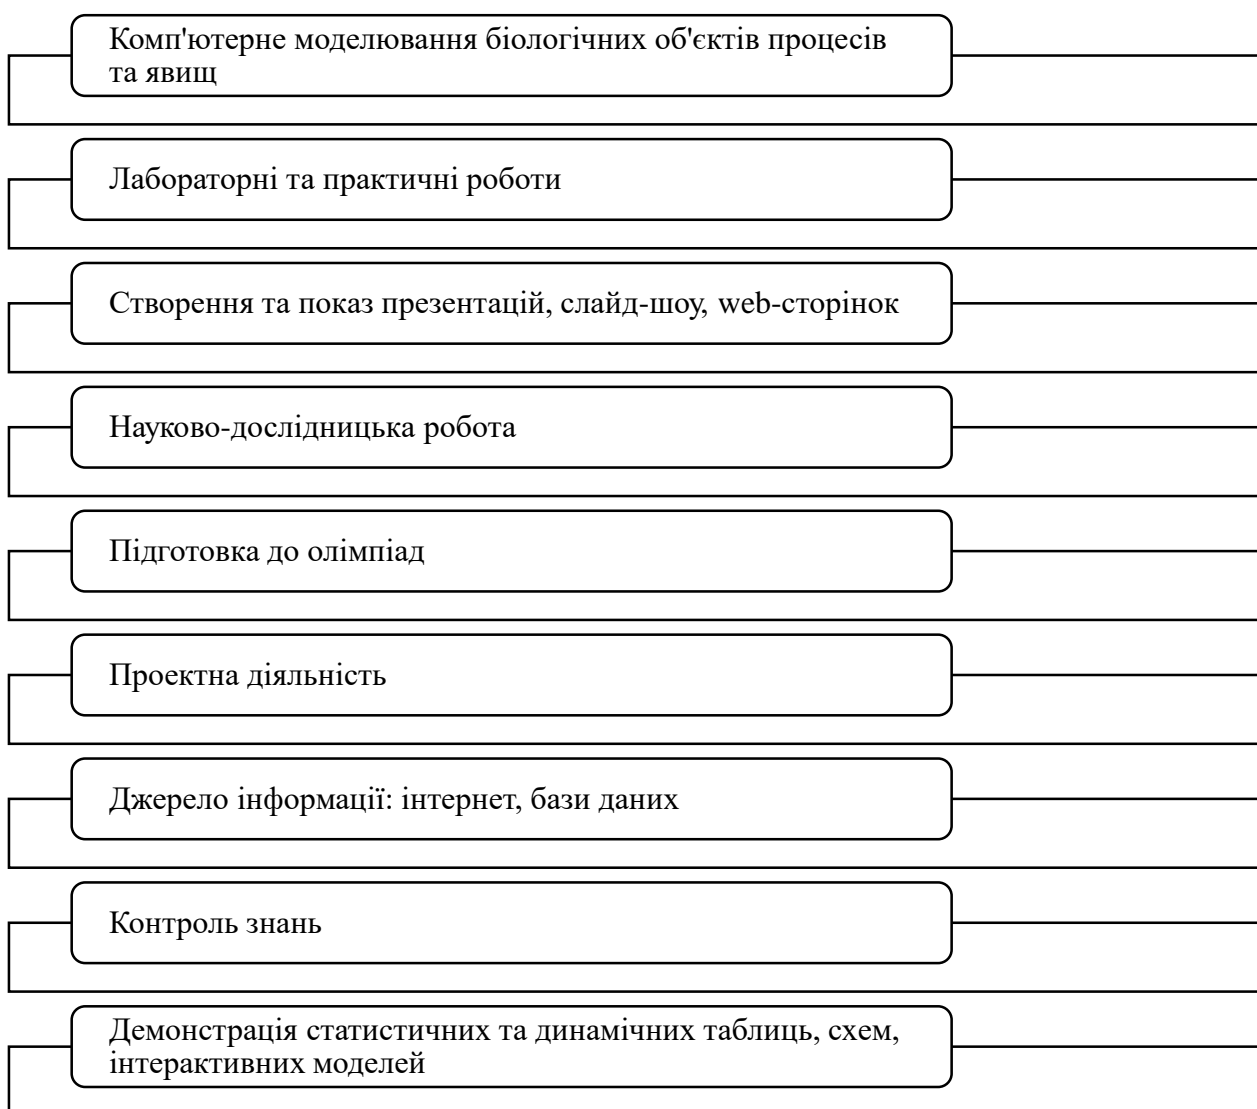 Комп'ютерне моделювання біологічних об'єктів процесів
та явищ
Лабораторні та практичні роботи
Створення та показ презентацій, слайд-шоу, web-сторінок
Науково-дослідницька робота
Підготовка до олімпіад
Проектна діяльність
Джерело інформації: інтернет, бази даних
Контроль знань
Демонстрація статистичних та динамічних таблиць, схем,
інтерактивних моделей